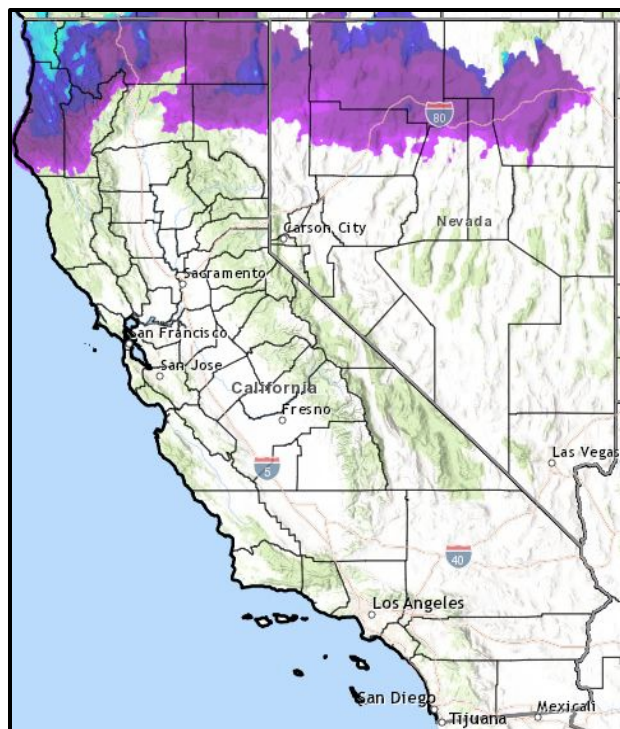 80
Nevada
Carson City
Sacramento
San Francisco
San Jose
California
Fresno
Las Vegas
5
40
Los Angeles
San Diego
Mexicali
Tijuana